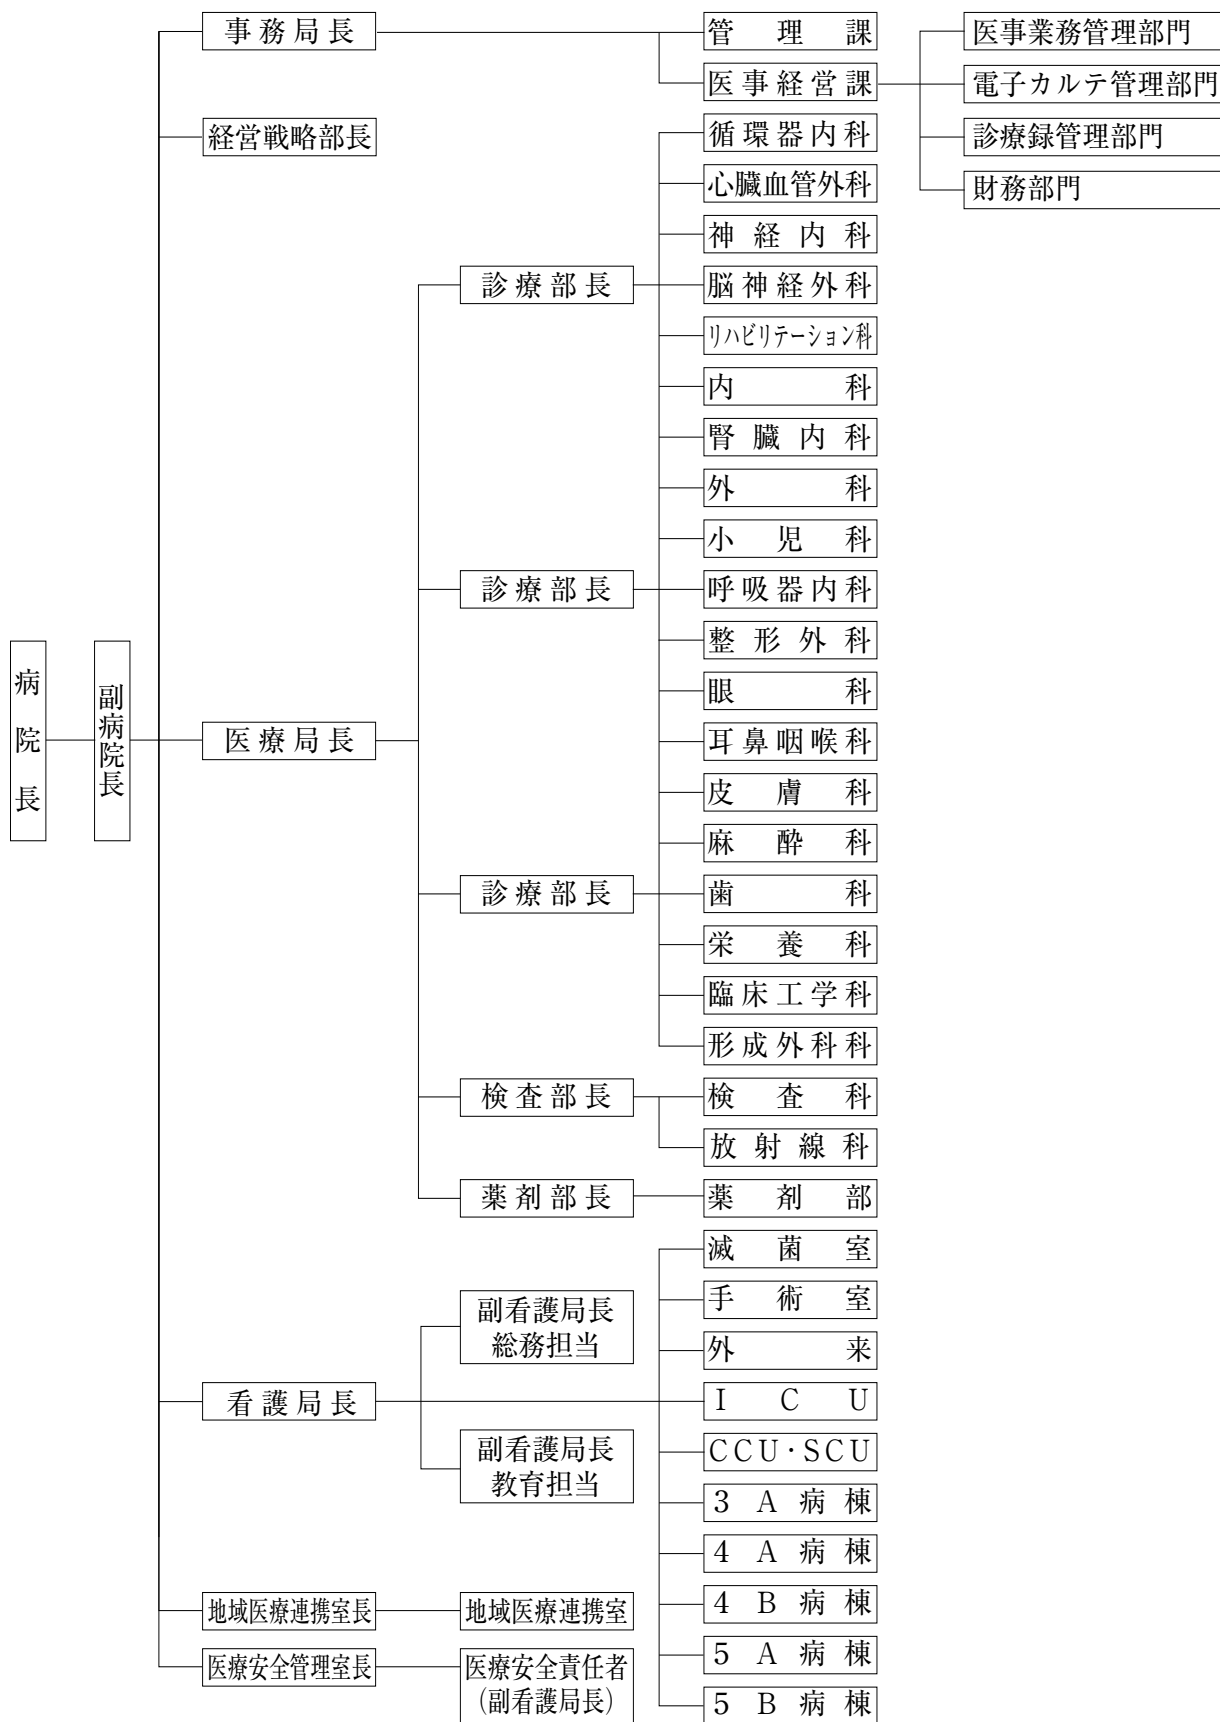 病院長
副病院長
事務局長
管理課
医事経営課
医事業務管理部門
電子カルテ管理部門
診療録管理部門
財務部門
経営戦略部長
医療局長
診療部長
診療部長
診療部長
循環器内科
心臓血管外科
神経内科
脳神経外科
リハビリテーション科
内科
腎臓内科
外科
小児科
呼吸器内科
整形外科
眼科
耳鼻咽喉科
皮膚科
麻酔科
歯科
栄養科
臨床工学科
形成外科科
検査部長
検査科
放射線科
薬剤部長
薬剤部
看護局長
副看護局長
総務担当
副看護局長
教育担当
滅菌室
手術室
外来
ICU
CCU・SCU
3A病棟
4A病棟
4B病棟
5A病棟
5B病棟
地域医療連携室長
地域医療連携室
医療安全管理室長
医療安全責任者
(副看護局長)